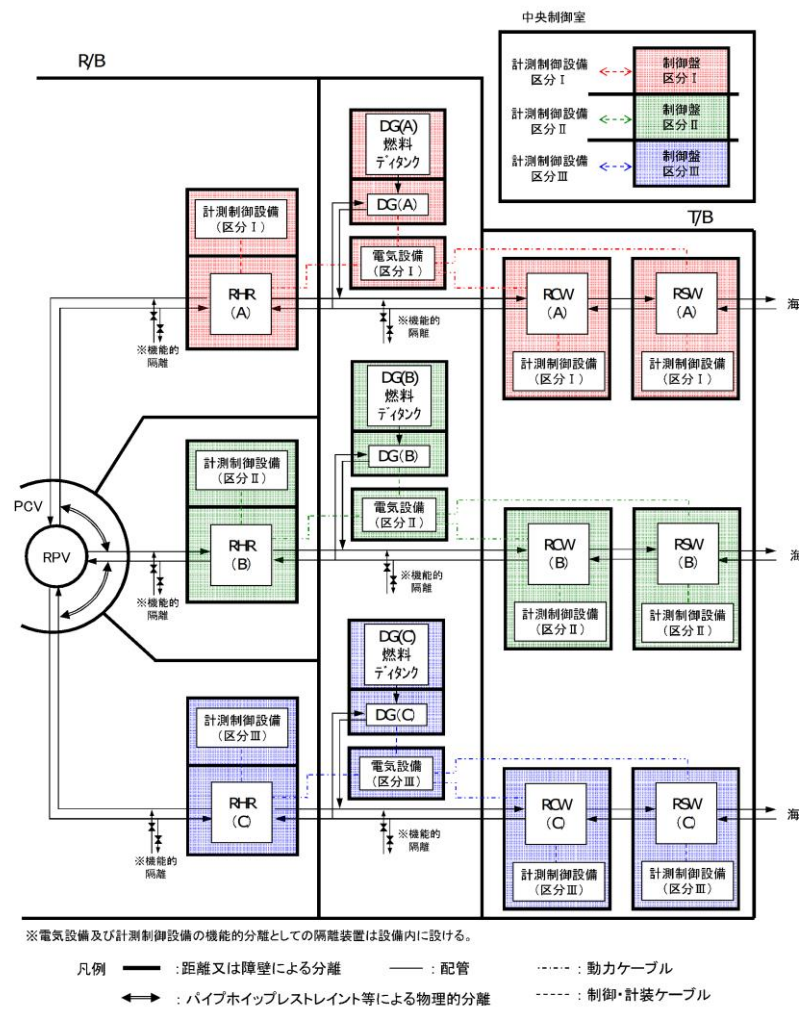 中央制御室
R/B
計測制御設備
区分Ⅰ
制御盤
区分Ⅰ
計測制御設備
区分Ⅱ
制御盤
区分Ⅱ
計測制御設備
区分Ⅲ
制御盤
区分Ⅲ
T/B
DG(A)
燃料
ディタンク
DG(A)
計測制御設備
(区分Ⅰ)
電気設備
(区分Ⅰ)
RHR
(A)
RCW
(A)
RSW
(A)
海
※機能的
隔離
※機能的
隔離
計測制御設備
(区分Ⅰ)
計測制御設備
(区分Ⅰ)
DG(B)
燃料
ディタンク
DG(B)
計測制御設備
(区分Ⅱ)
電気設備
(区分Ⅱ)
PCV
RPV
RHR
(B)
RCW
(B)
RSW
(B)
海
※機能的
隔離
※機能的
隔離
計測制御設備
(区分Ⅱ)
計測制御設備
(区分Ⅱ)
DG(C)
燃料
ディタンク
DG(C)
計測制御設備
(区分Ⅲ)
電気設備
(区分Ⅲ)
RHR
(C)
RCW
(C)
RSW
(C)
海
※機能的
隔離
※機能的
隔離
計測制御設備
(区分Ⅲ)
計測制御設備
(区分Ⅲ)
※電気設備及び計測制御設備の機能的分離としての隔離装置は設備内に設ける。
凡例 :距離又は障壁による分離 :配管 :動力ケーブル
:パイプホイップレストレイント等による物理的分離 :制御・計装ケーブル